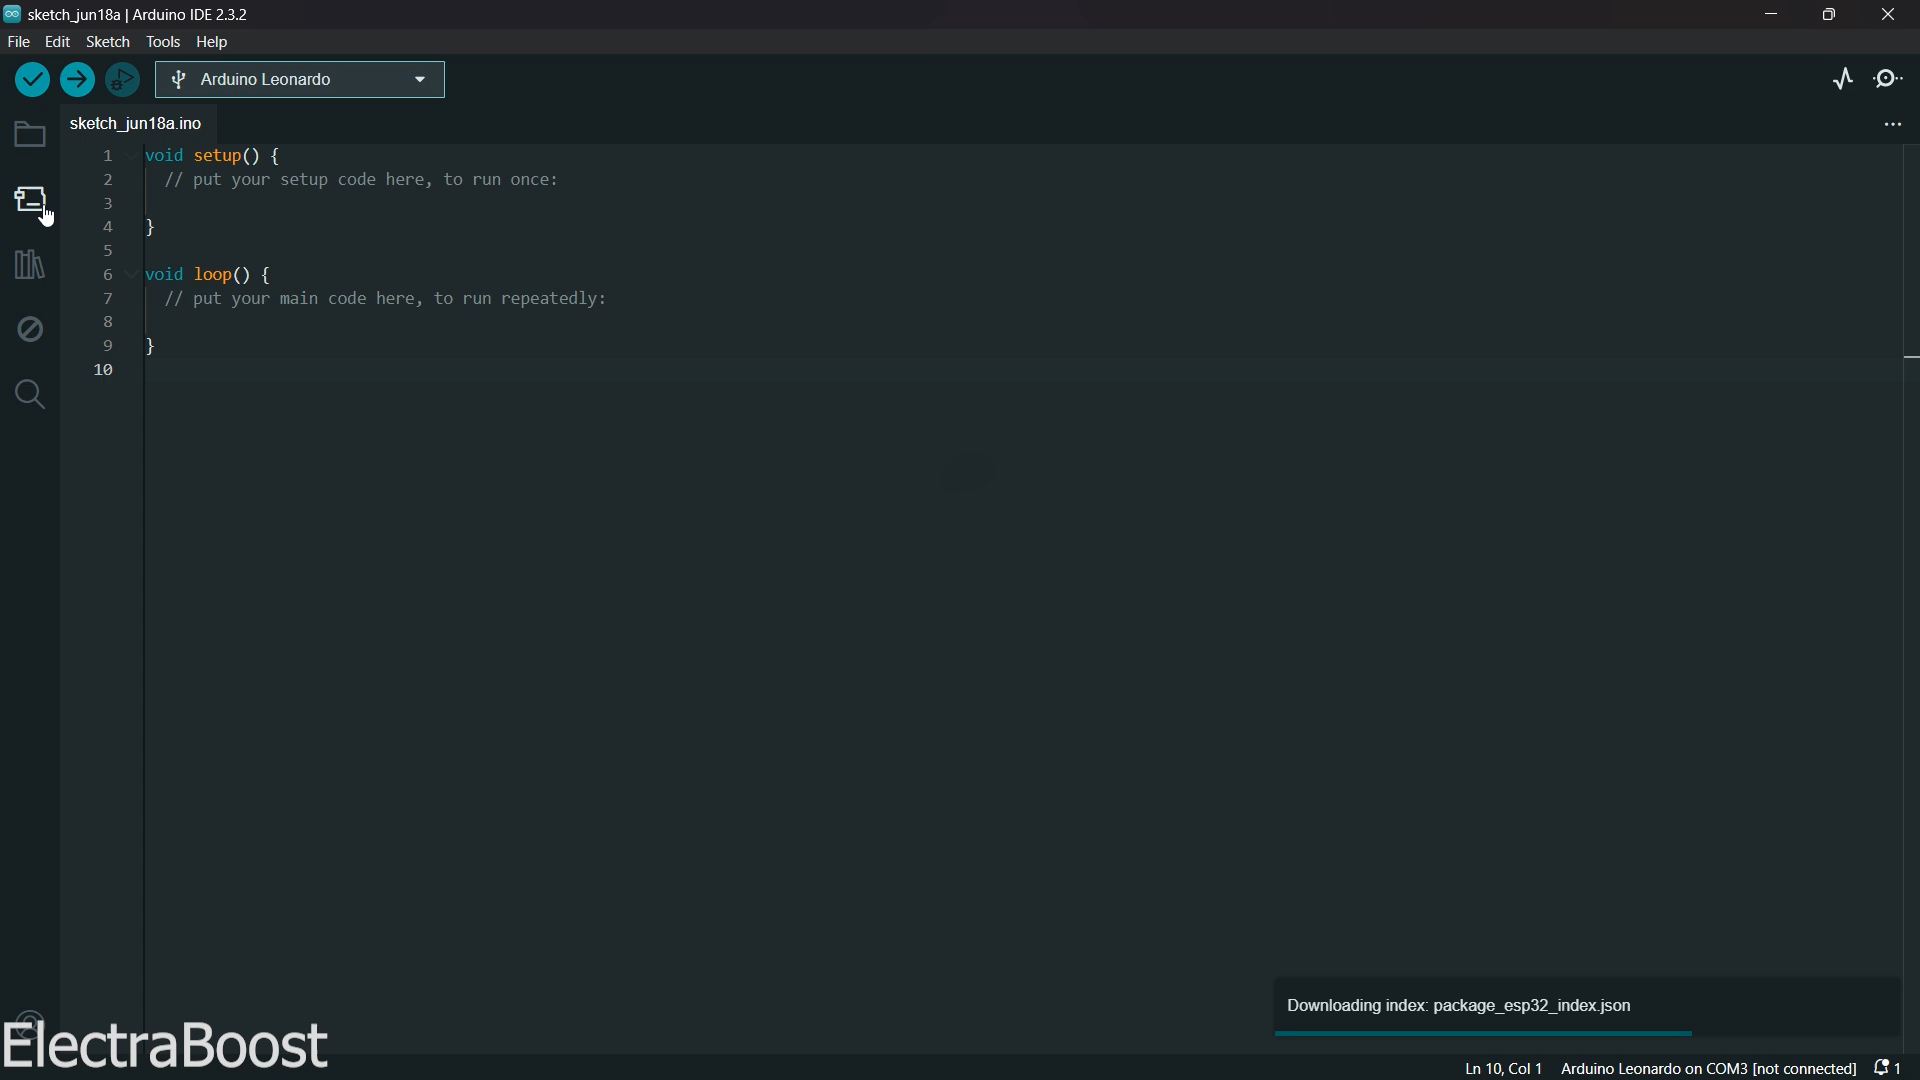 sketch_jun18a | Arduino IDE 2.3.2
File Edit Sketch Tools Help
Arduino Leonardo
sketch_jun18a.ino
1 void setup() {
2 // put your setup code here, to run once:
3
4 }
5
6 void loop() {
7 // put your main code here, to run repeatedly:
8
9 }
10
Downloading index: package_esp32_index.json
ElectraBoost
Ln 10, Col 1 Arduino Leonardo on COM3 [not connected] 1